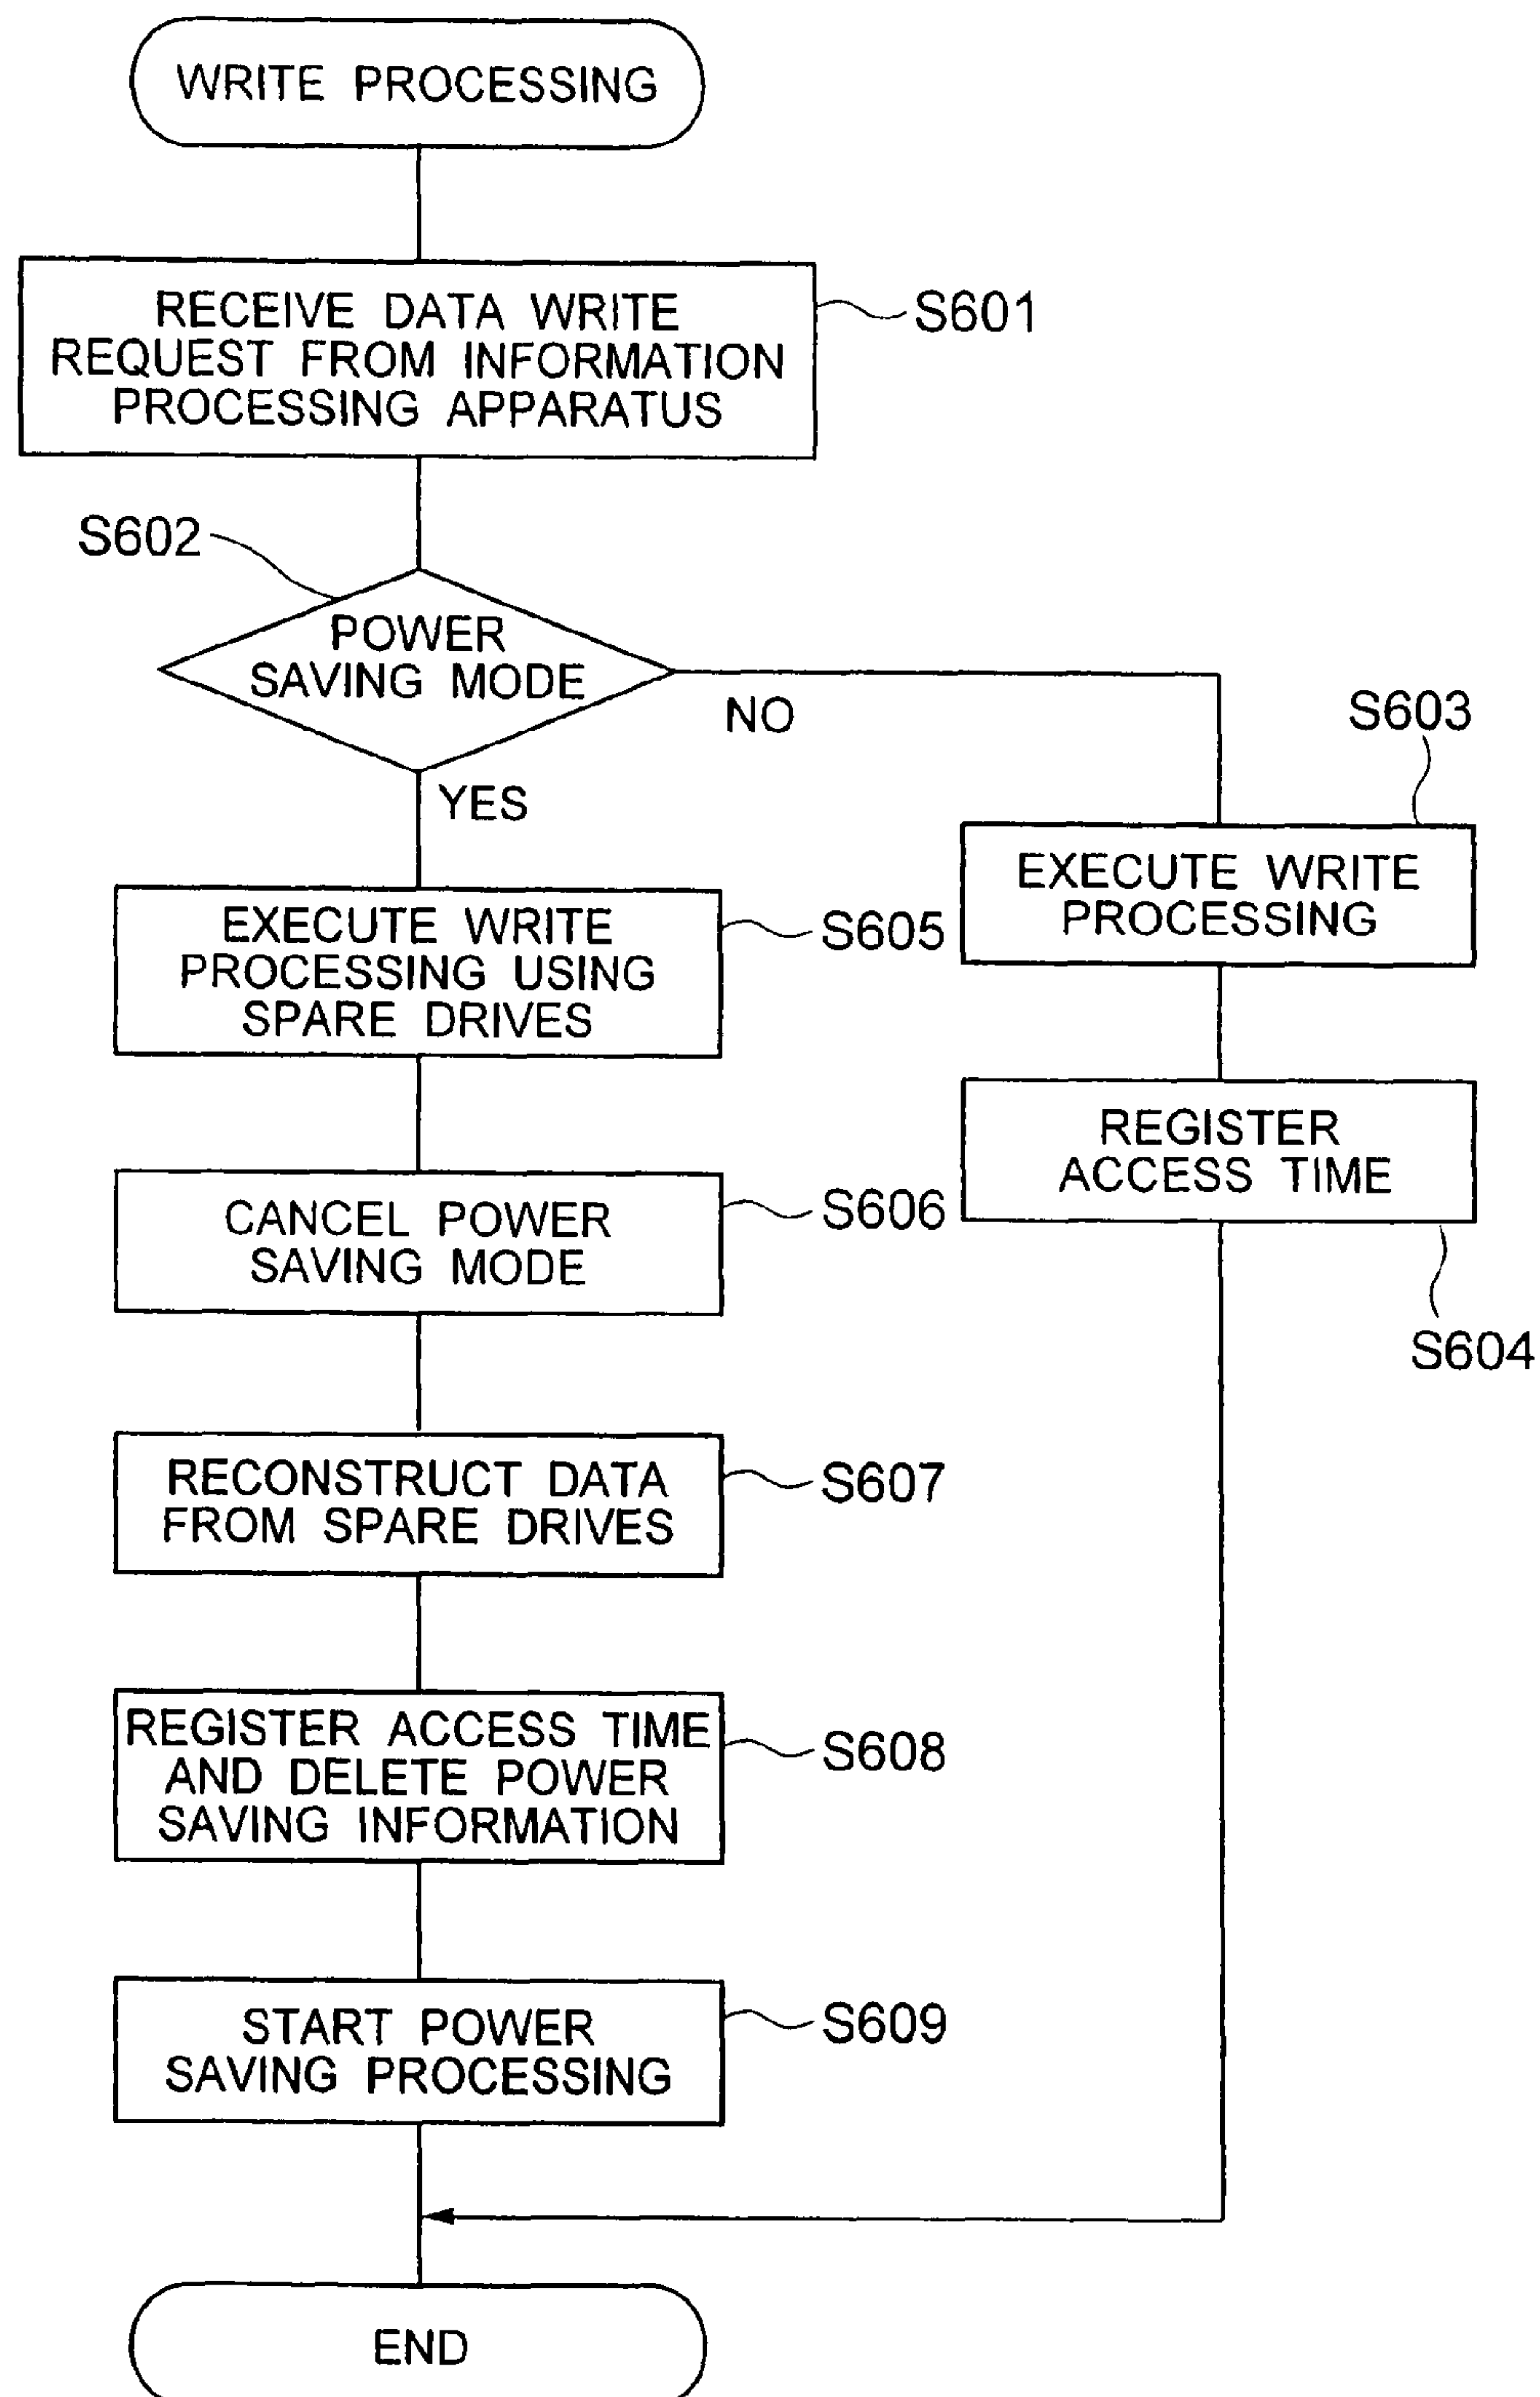 WRITE PROCESSING
RECEIVE DATA WRITE
REQUEST FROM INFORMATION
PROCESSING APPARATUS
S601
S602
POWER
SAVING MODE
NO
YES
S603
EXECUTE WRITE
PROCESSING
EXECUTE WRITE
PROCESSING USING
SPARE DRIVES
S605
REGISTER
ACCESS TIME
S604
CANCEL POWER
SAVING MODE
S606
RECONSTRUCT DATA
FROM SPARE DRIVES
S607
REGISTER ACCESS TIME
AND DELETE POWER
SAVING INFORMATION
S608
START POWER
SAVING PROCESSING
S609
END